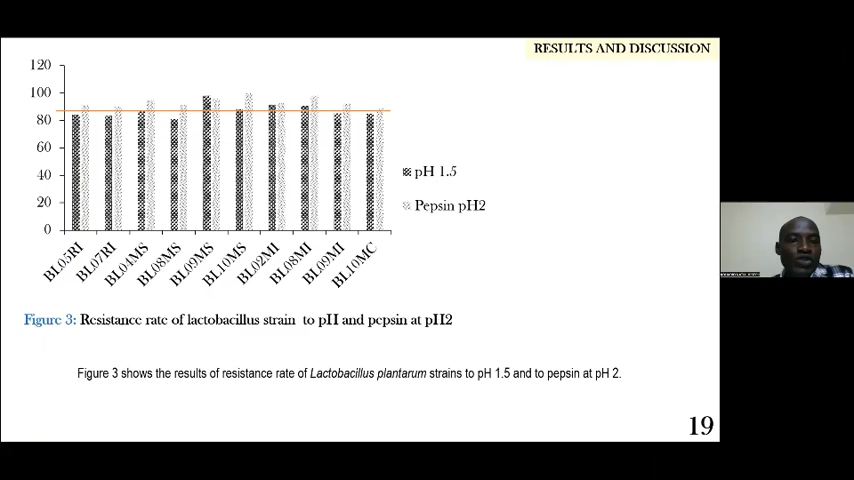 RESULTS AND DISCUSSION
120
100
80
60
40
20
0
BL05RI
BL07RI
BL04MS
BL08MS
BL09MS
BL10MS
BL02MI
BL08MI
BL09MI
BL10MC
pH 1.5
Pepsin pH2
Figure 3: Resistance rate of lactobacillus strain to pH and pepsin at pH2
Figure 3 shows the results of resistance rate of Lactobacillus plantarum strains to pH 1.5 and to pepsin at pH 2.
19